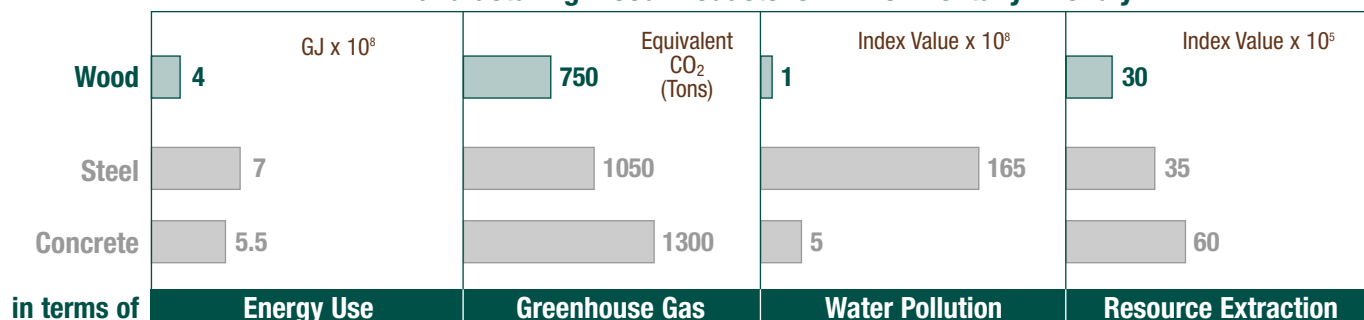 GJ x 10⁸
Equivalent
CO₂
(Tons)
Index Value x 10⁸
Index Value x 10⁵
Wood 4 750 1 30
Steel 7 1050 165 35
Concrete 5.5 1300 5 60
in terms of Energy Use Greenhouse Gas Water Pollution Resource Extraction